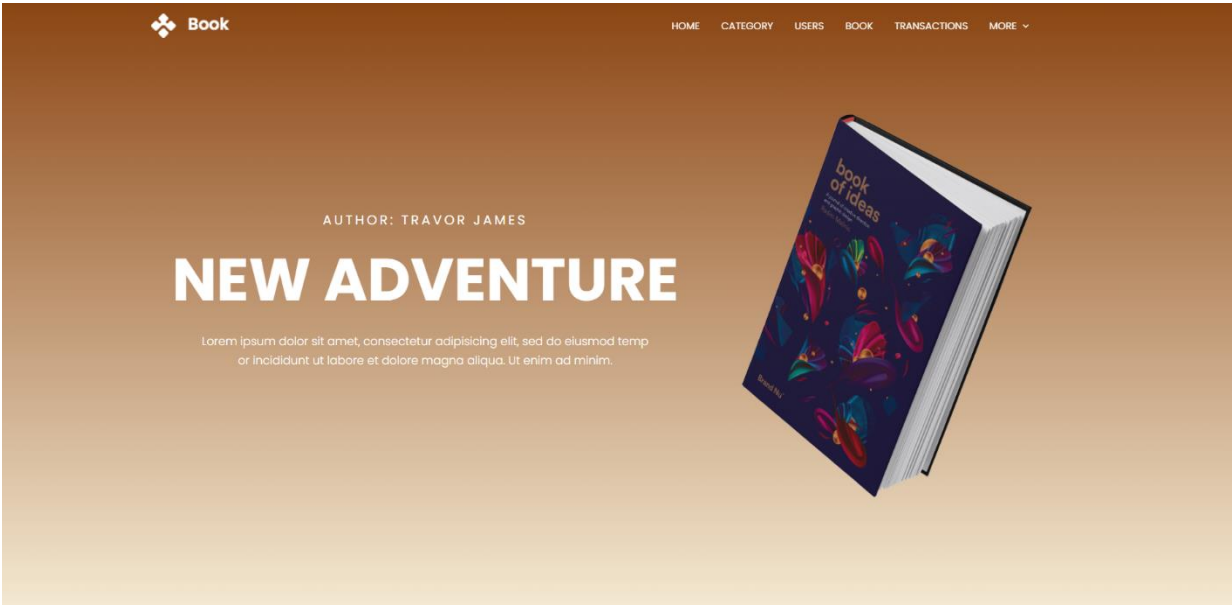 Book
HOME CATEGORY USERS BOOK TRANSACTIONS MORE
AUTHOR: TRAVOR JAMES
NEW ADVENTURE
Lorem ipsum dolor sit amet, consectetur adipisicing elit, sed do eiusmod temp
or incididunt ut labore et dolore magna aliqua. Ut enim ad minim.
book
of ideas
Brand Nu